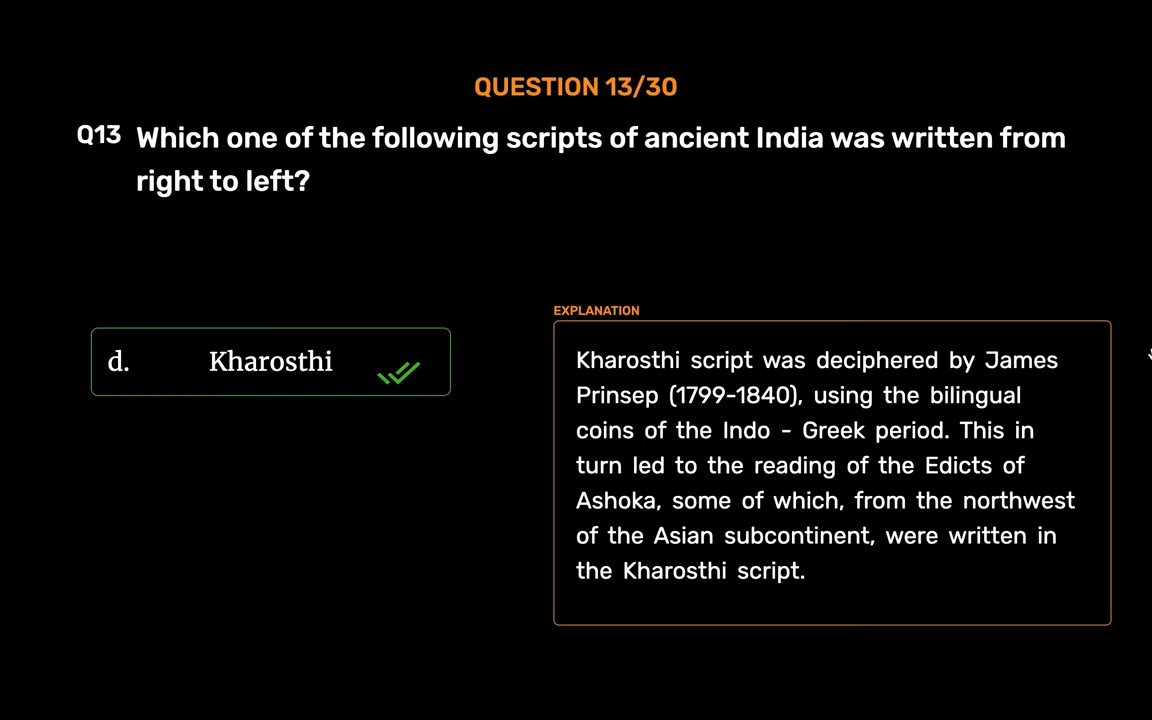 QUESTION 13/30
Q13 Which one of the following scripts of ancient India was written from
right to left?
d. Kharosthi
EXPLANATION
Kharosthi script was deciphered by James
Prinsep (1799-1840), using the bilingual
coins of the Indo - Greek period. This in
turn led to the reading of the Edicts of
Ashoka, some of which, from the northwest
of the Asian subcontinent, were written in
the Kharosthi script.